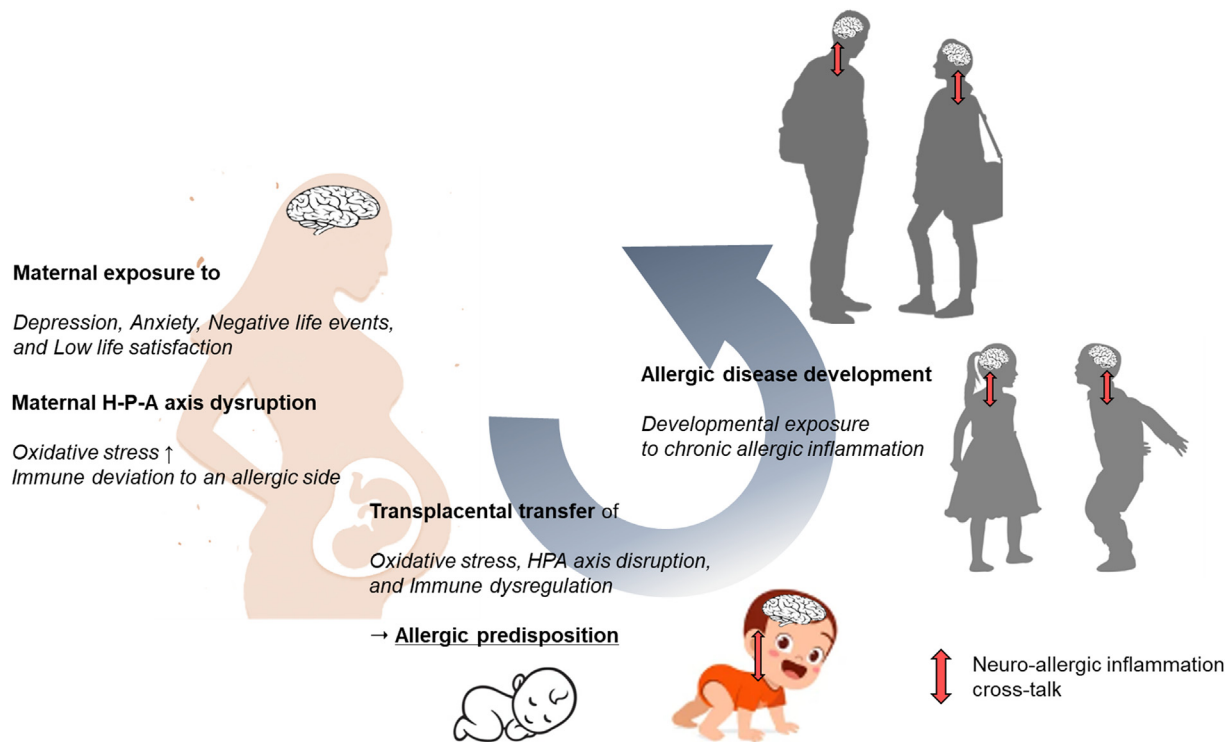 Maternal exposure to
Depression, Anxiety, Negative life events,
and Low life satisfaction
Maternal H-P-A axis dysruption
Oxidative stress ↑
Immune deviation to an allergic side
Transplacental transfer of
Oxidative stress, HPA axis disruption,
and Immune dysregulation
→ Allergic predisposition
Allergic disease development
Developmental exposure
to chronic allergic inflammation
Neuro-allergic inflammation
cross-talk